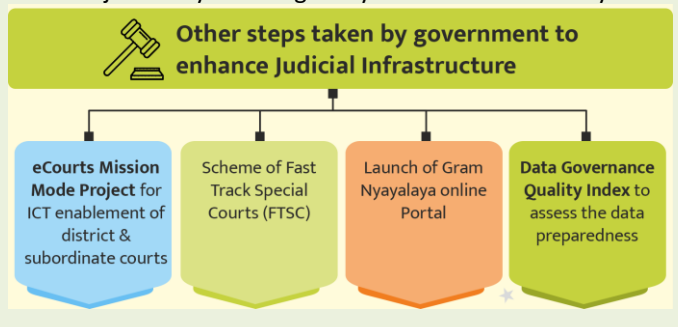 Other steps taken by government to
enhance Judicial Infrastructure
eCourts Mission
Mode Project for
ICT enablement of
district &
subordinate courts
Scheme of Fast
Track Special
Courts (FTSC)
Launch of Gram
Nyayalaya online
Portal
Data Governance
Quality Index to
assess the data
preparedness